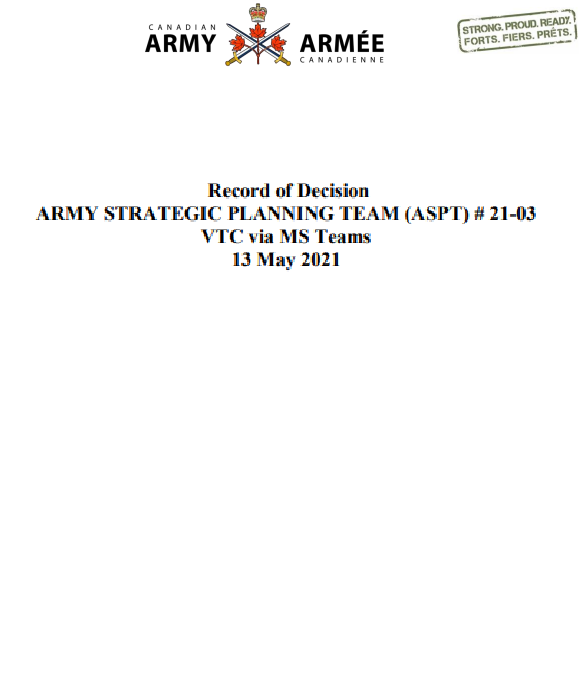 CANADIAN
ARMY ARMÉE
CANADIENNE
STRONG. PROUD. READY.
FORTS. FIERS. PRÊTS.
Record of Decision
ARMY STRATEGIC PLANNING TEAM (ASPT) # 21-03
VTC via MS Teams
13 May 2021